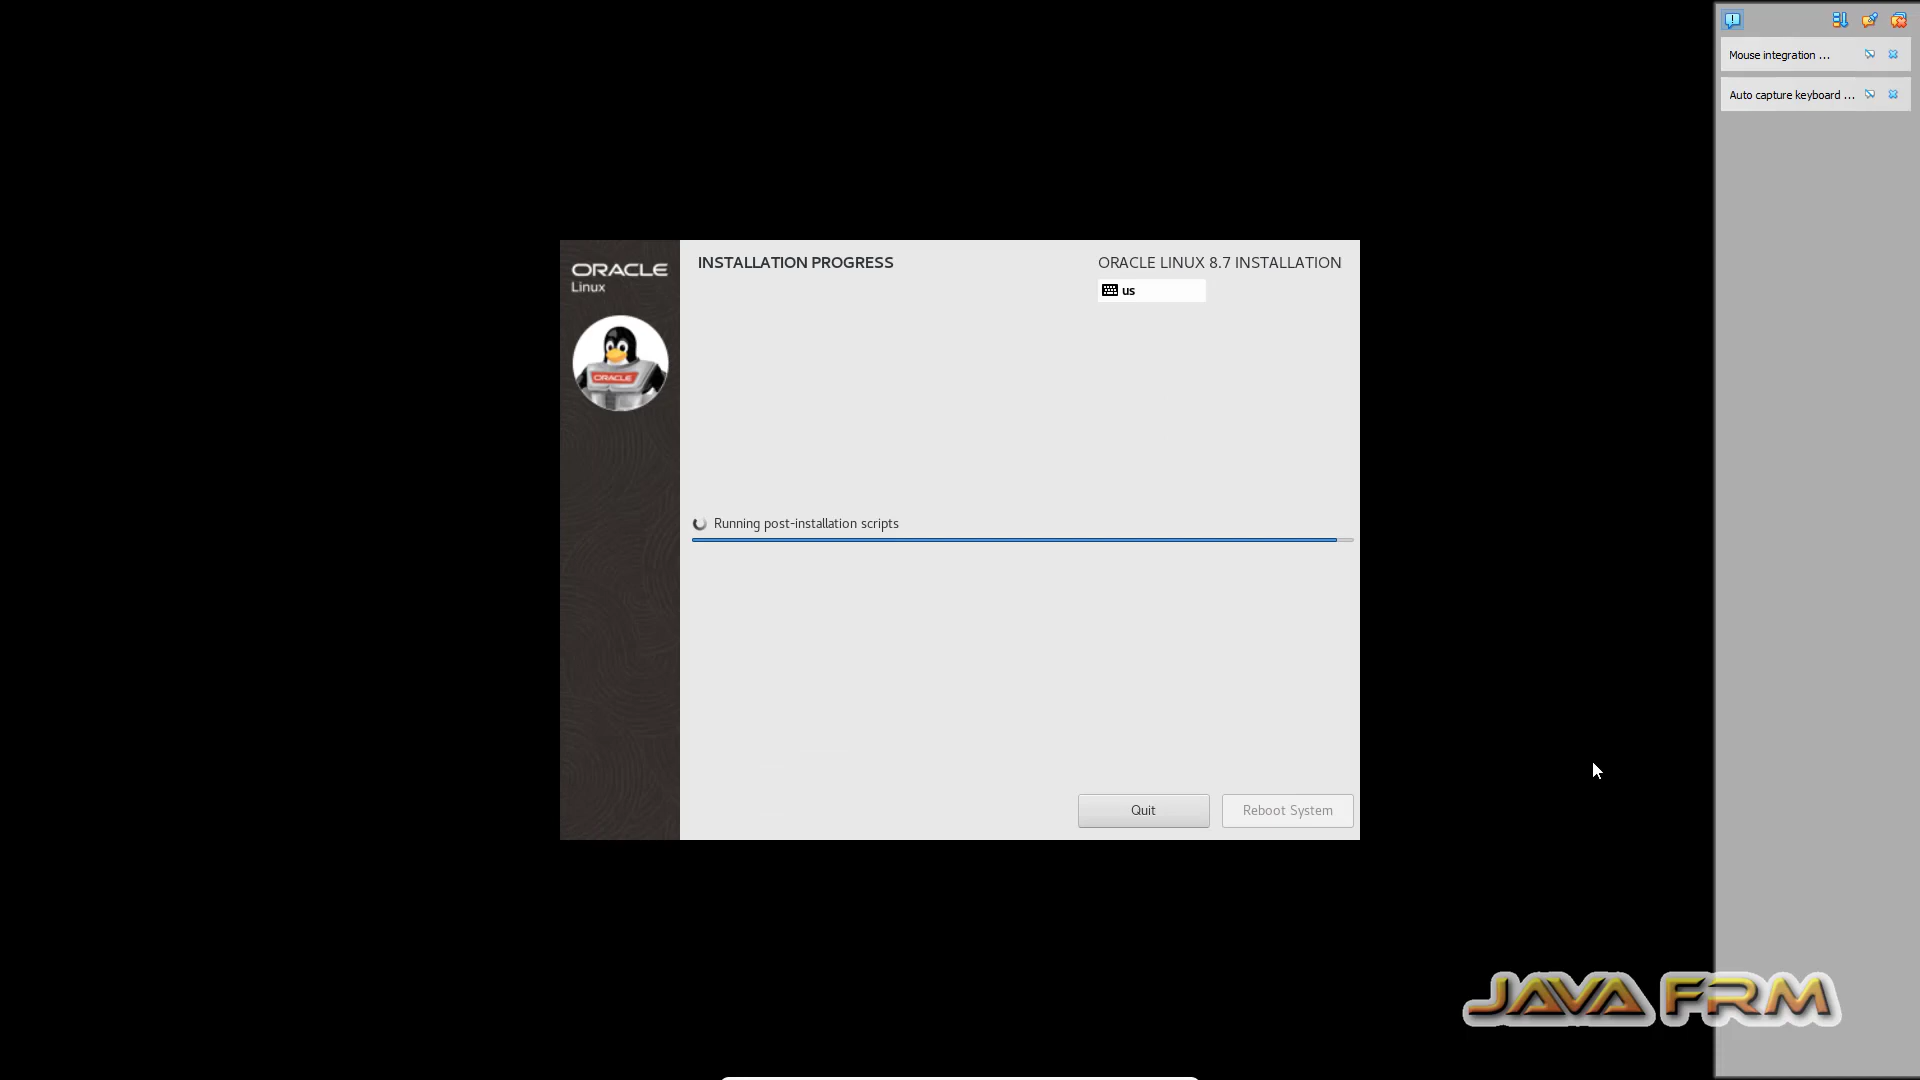 Mouse integration ...
Auto capture keyboard ...
ORACLE
Linux
ORACLE
INSTALLATION PROGRESS
ORACLE LINUX 8.7 INSTALLATION
us
Running post-installation scripts
Quit
Reboot System
JAVA FRM